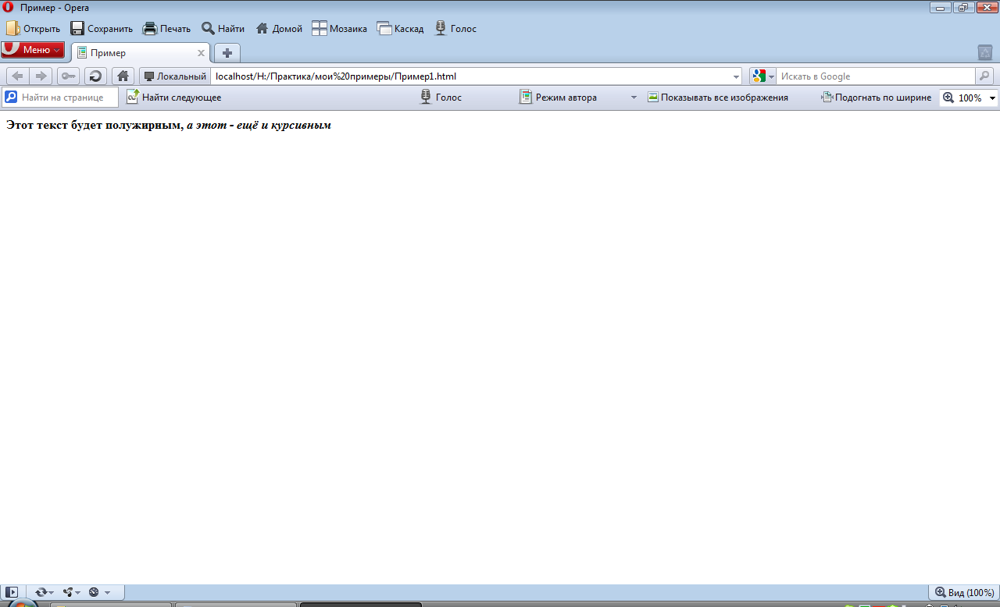 Пример - Opera
Открыть Сохранить Печать Найти Домой Мозаика Каскад Голос
Меню Пример
Локальный localhost/H:/Практика/мои%20примеры/Пример1.html Искать в Google
Найти на странице Найти следующее Голос Режим автора Показывать все изображения Подогнать по ширине 100%
Этот текст будет полужирным, а этот - ещё и курсивным
Вид (100%)